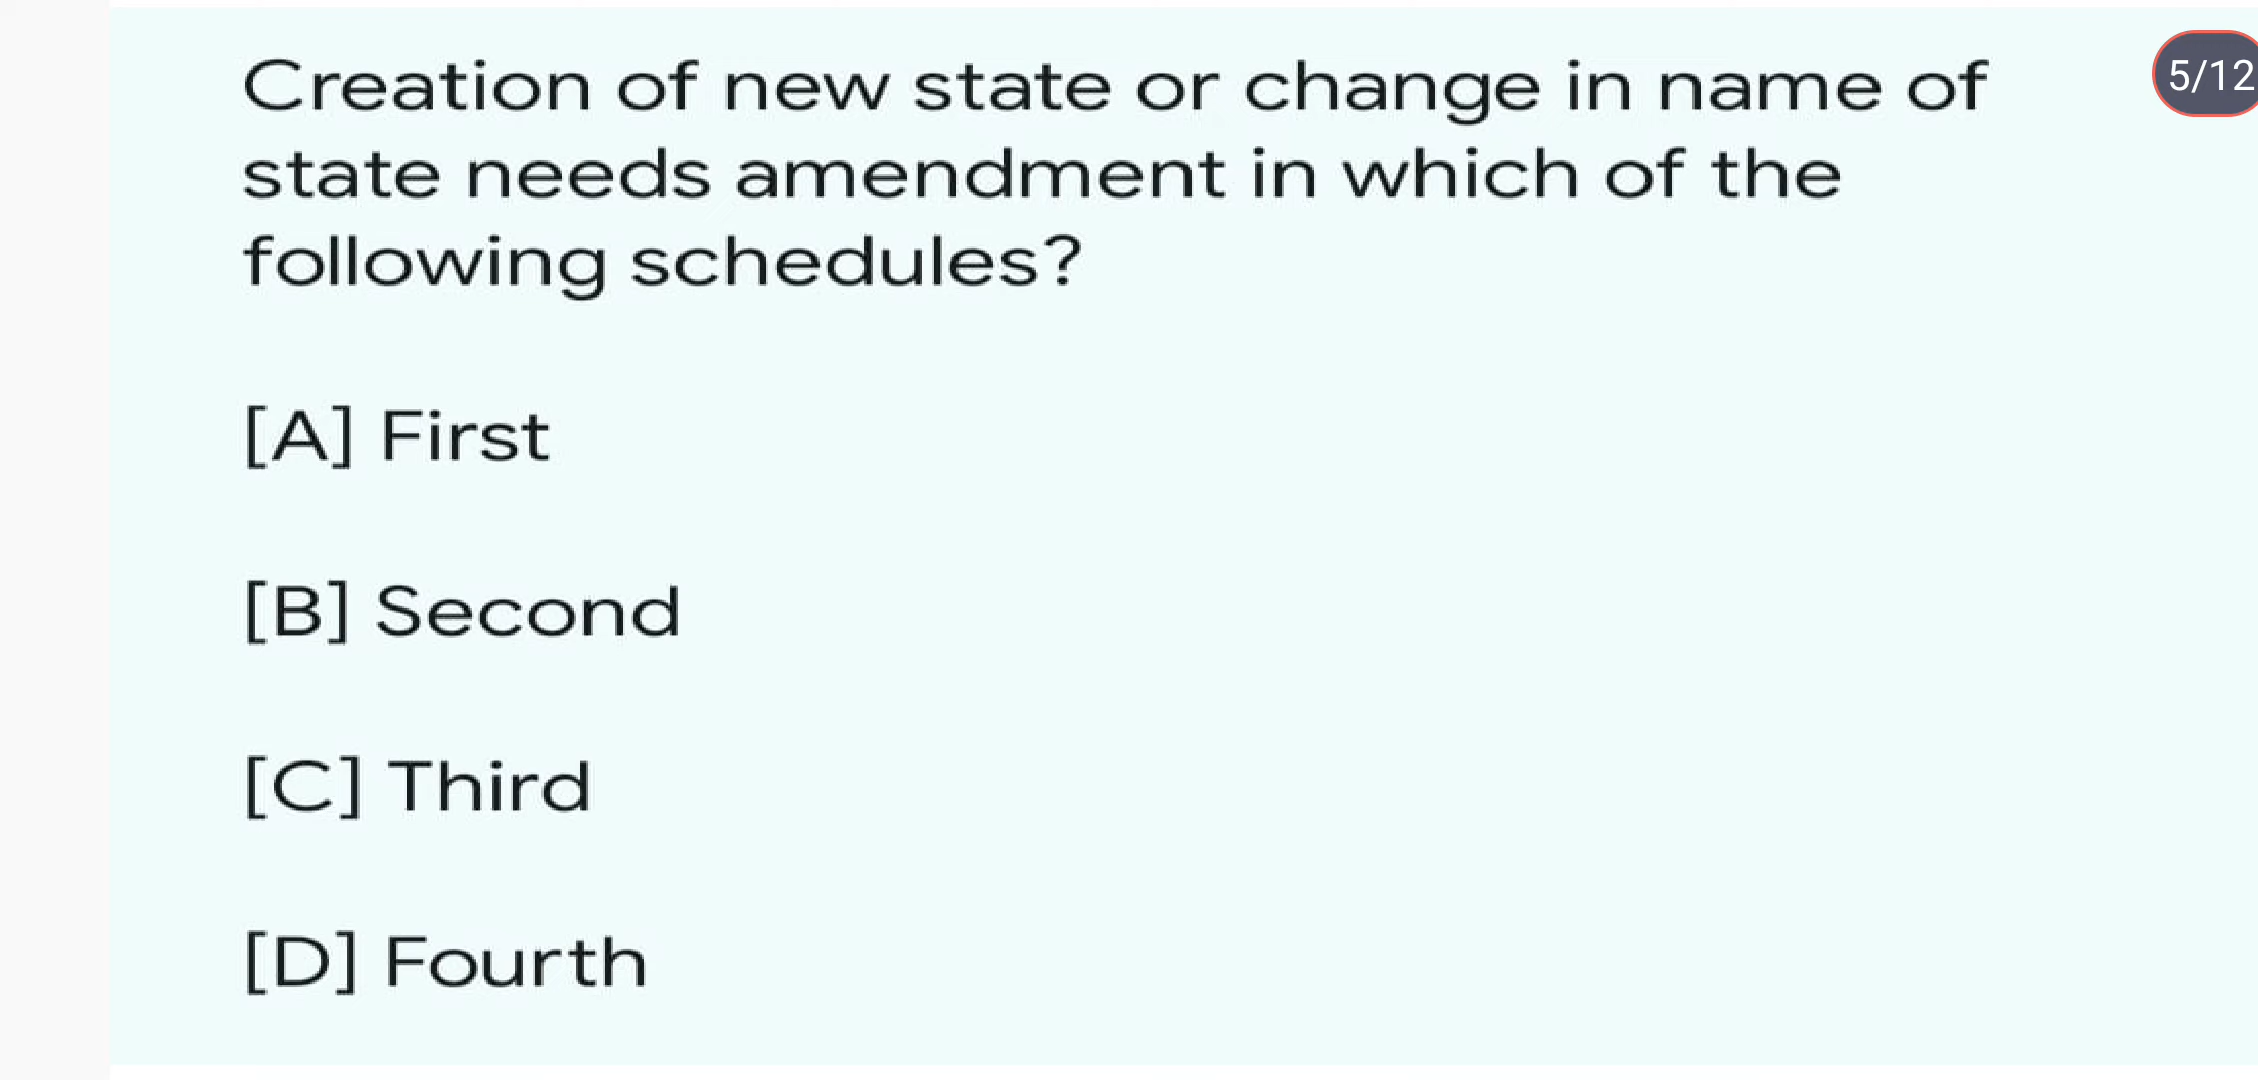 Creation of new state or change in name of
state needs amendment in which of the
following schedules?
[A] First
[B] Second
[C] Third
[D] Fourth
5/12